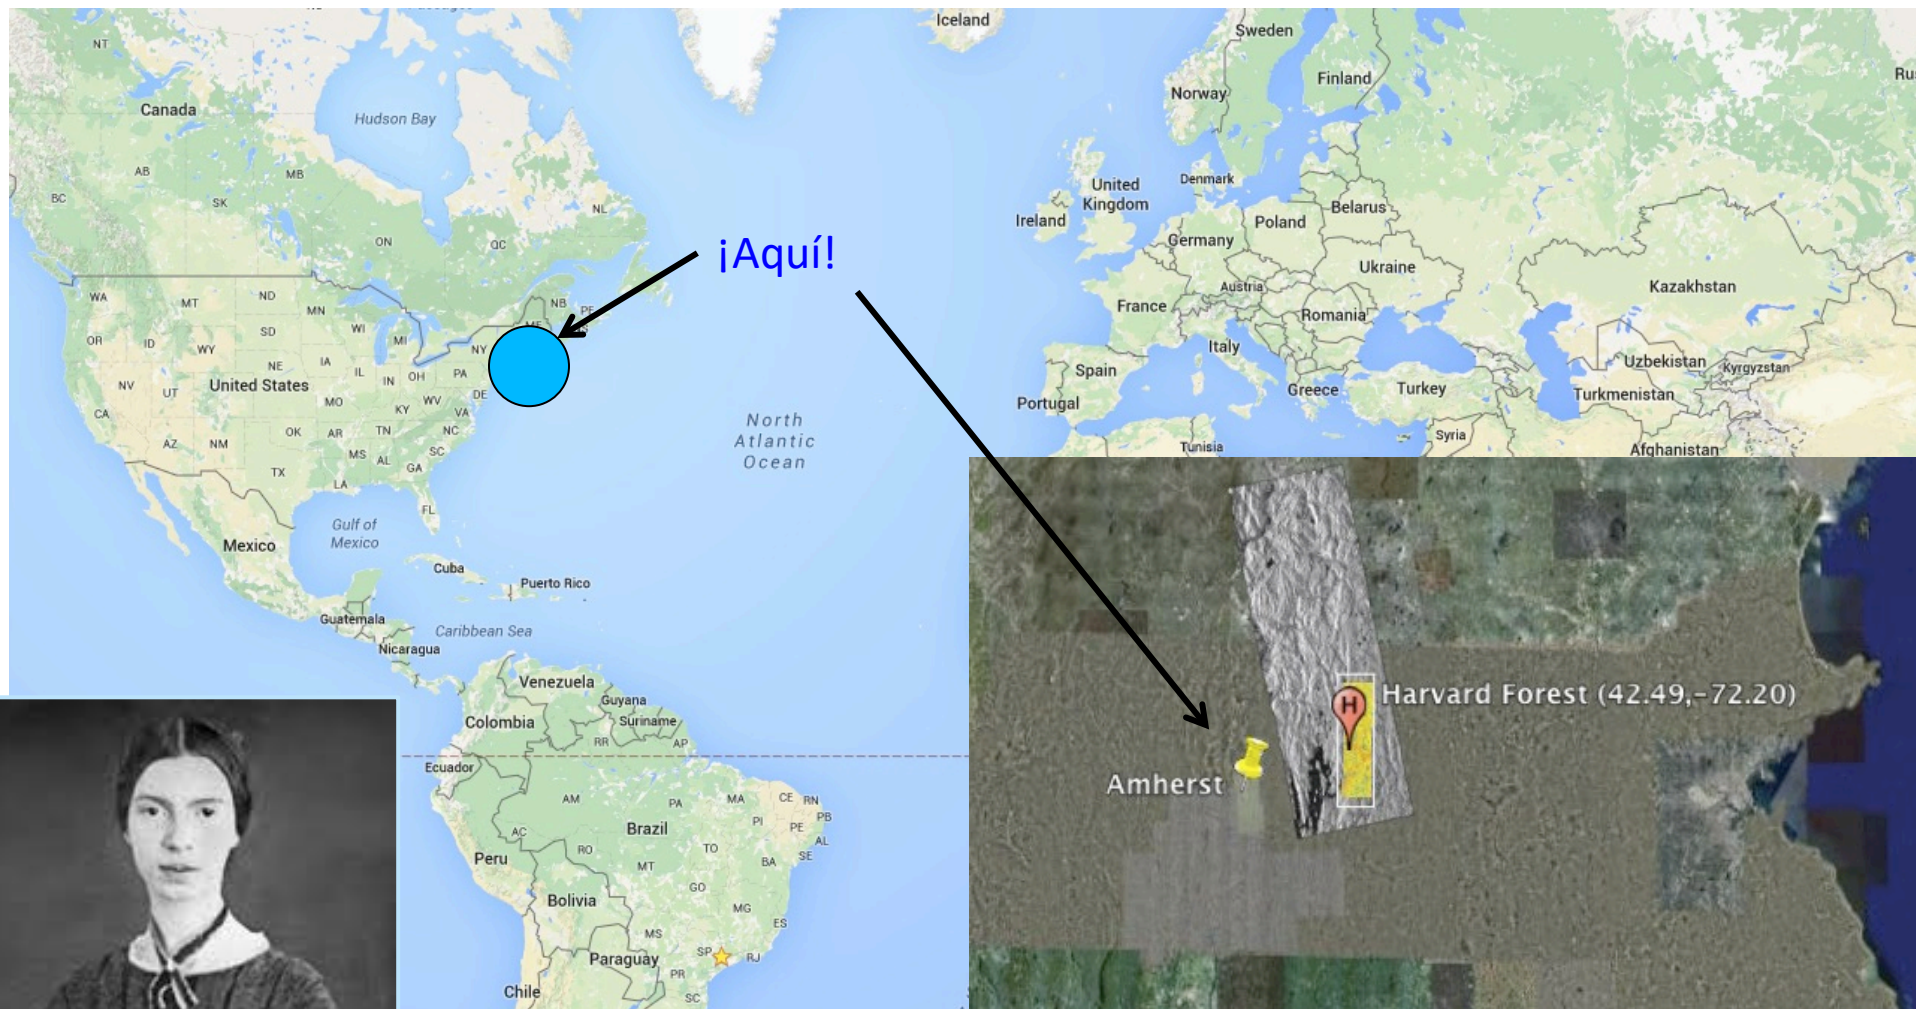 Iceland
Sweden
NT
Finland
Ru
Norway
Canada
Hudson Bay
AB
MB
Denmark
United
Kingdom
BC
SK
NL
Belarus
Ireland
Poland
ON
QC
Germany
¡Aquí!
Ukraine
Kazakhstan
Austria
WA
MT
ND
MN
NB
PE
France
Romania
OR
ID
SD
WI
MI
NY
WY
Italy
Uzbekistan
Kyrgyzstan
NE
IA
IL
IN
OH
PA
Spain
NV
UT
United States
Greece
Turkey
Turkmenistan
MO
KY
WV
DE
VA
Portugal
CA
North
Atlantic
Ocean
AZ
NM
OK
AR
TN
NC
Syria
Tunisia
Afghanistan
MS
AL
GA
SC
TX
LA
FL
Gulf of
Mexico
Mexico
Cuba
Puerto Rico
Guatemala
Caribbean Sea
Nicaragua
Venezuela
Guyana
Suriname
Colombia
RR
AP
H
Harvard Forest (42.49,-72.20)
Ecuador
Amherst
AM
PA
MA
CE
RN
PB
PI
PE
AC
Brazil
AL
RO
TO
SE
Peru
MT
BA
GO
Bolivia
MG
ES
MS
SP
RJ
Paraguay
PR
Chile
SC